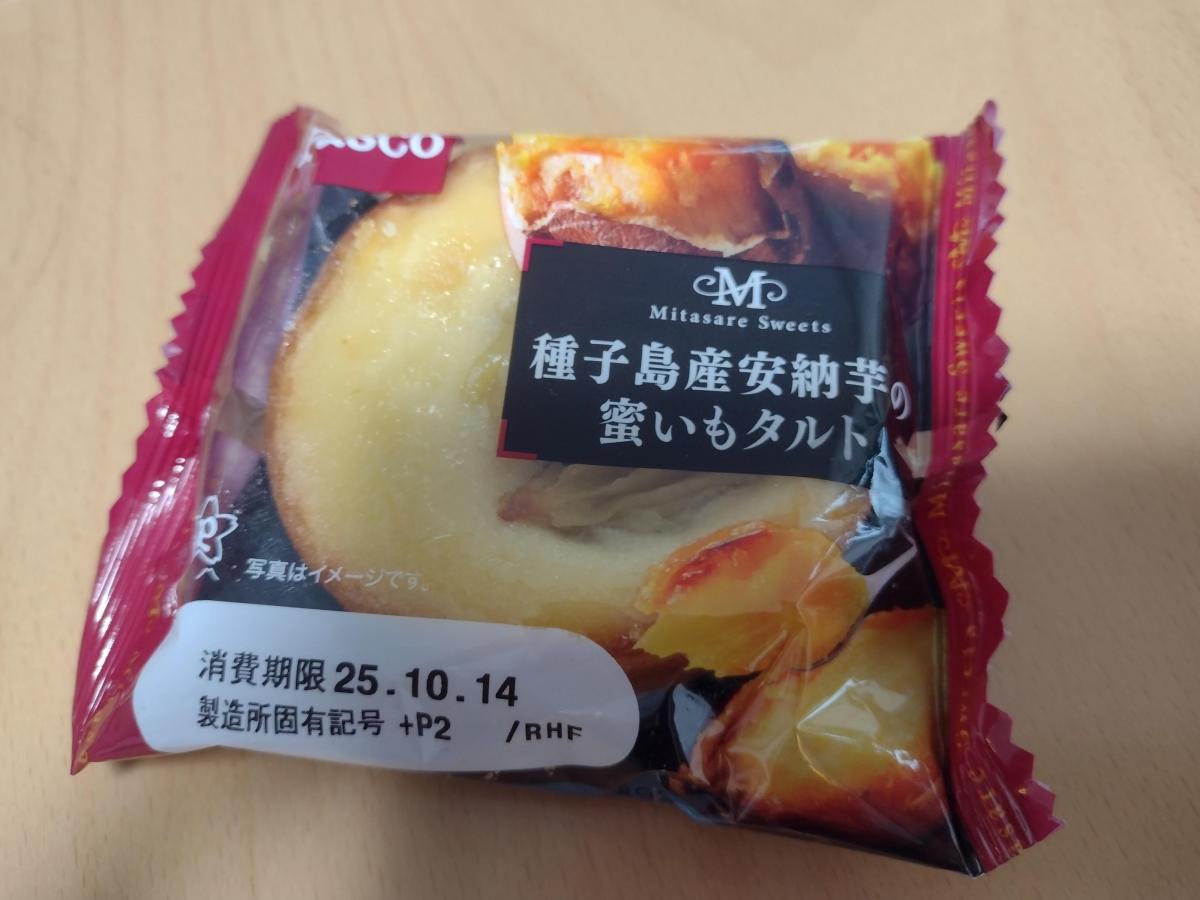 PASCO
M
Mitasare Sweets
種子島産安納芋の
蜜いもタルト
写真はイメージです。
消費期限 25.10.14
製造所固有記号 +P2 /RHF
Mitasare Sweets